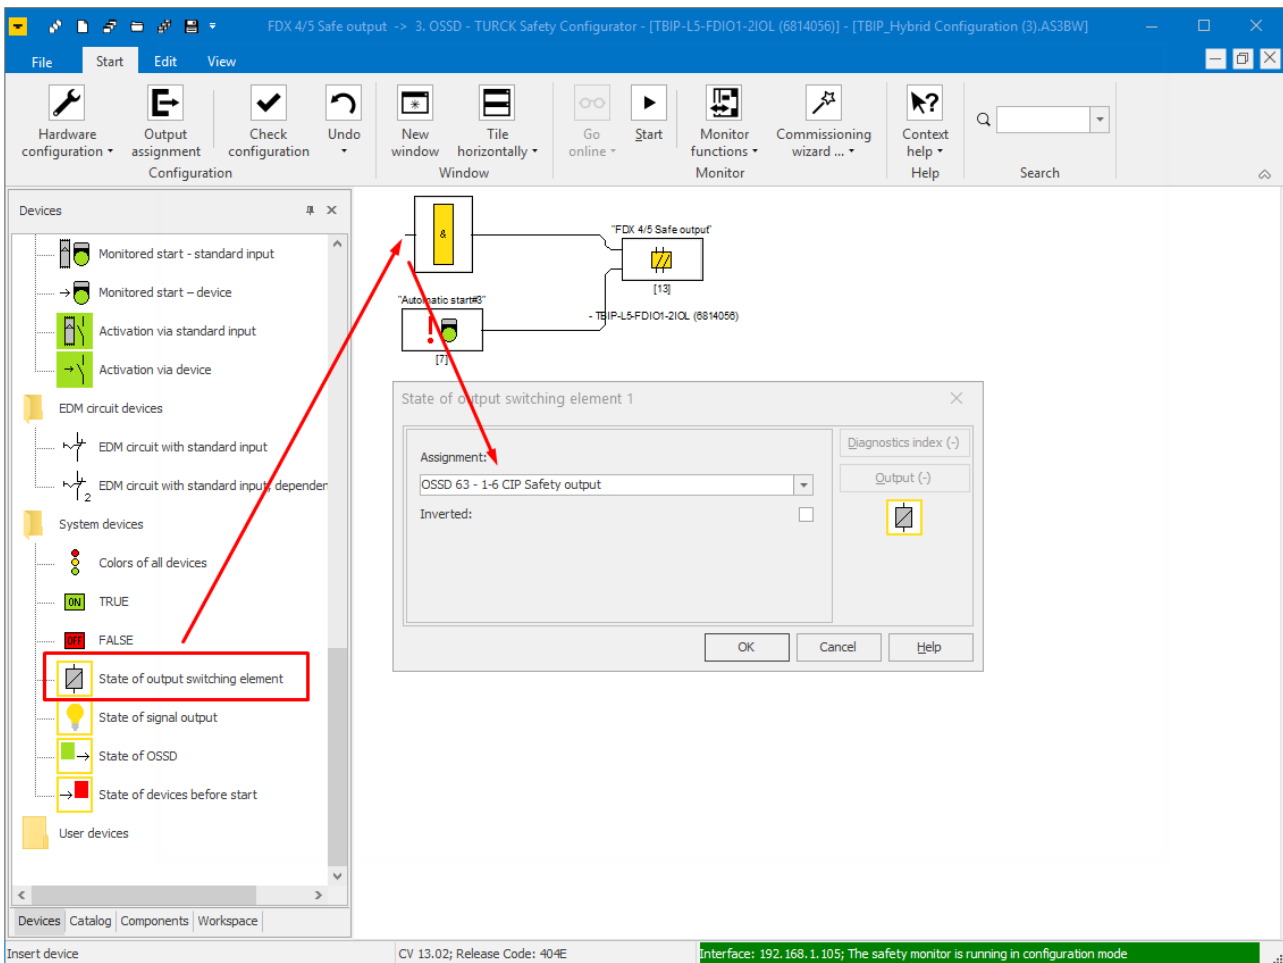 FDX 4/5 Safe output -> 3. OSSD - TURCK Safety Configurator - [TBIP-L5-FDIO1-2IOL (6814056)] - [TBIP_Hybrid Configuration (3).AS3BW]
File Start Edit View
Hardware configuration
Output assignment
Check configuration
Undo
New window
Tile horizontally
Go online
Start
Monitor functions
Commissioning wizard ...
Context help
Configuration
Window
Monitor
Help
Search
Devices
Monitored start - standard input
Monitored start – device
Activation via standard input
Activation via device
EDM circuit devices
EDM circuit with standard input
2
EDM circuit with standard input, depender
System devices
Colors of all devices
ON
TRUE
OFF
FALSE
State of output switching element
State of signal output
State of OSSD
State of devices before start
User devices
Devices Catalog Components Workspace
&
"FDX 4/5 Safe output"
[13]
- TBIP-L5-FDIO1-2IOL (6814056)
"Automatic start#3"
!
[7]
State of output switching element 1
Assignment:
OSSD 63 - 1-6 CIP Safety output
Inverted:
Diagnostics index (-)
Output (-)
OK Cancel Help
Insert device
CV 13.02; Release Code: 404E
Interface: 192.168.1.105; The safety monitor is running in configuration mode